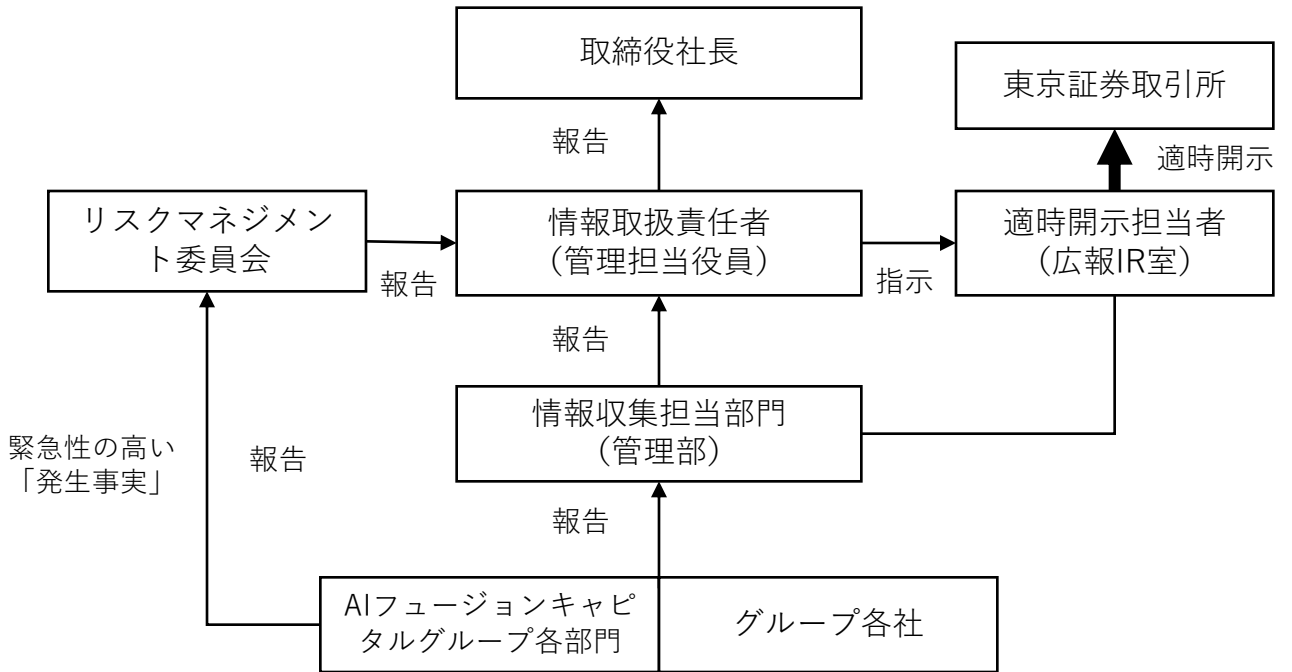 取締役社長
東京証券取引所
報告
適時開示
リスクマネジメン
ト委員会
情報取扱責任者
（管理担当役員）
適時開示担当者
（広報IR室）
報告
指示
報告
情報収集担当部門
（管理部）
緊急性の高い
「発生事実」
報告
報告
AIフュージョンキャピ
タルグループ各部門
グループ各社